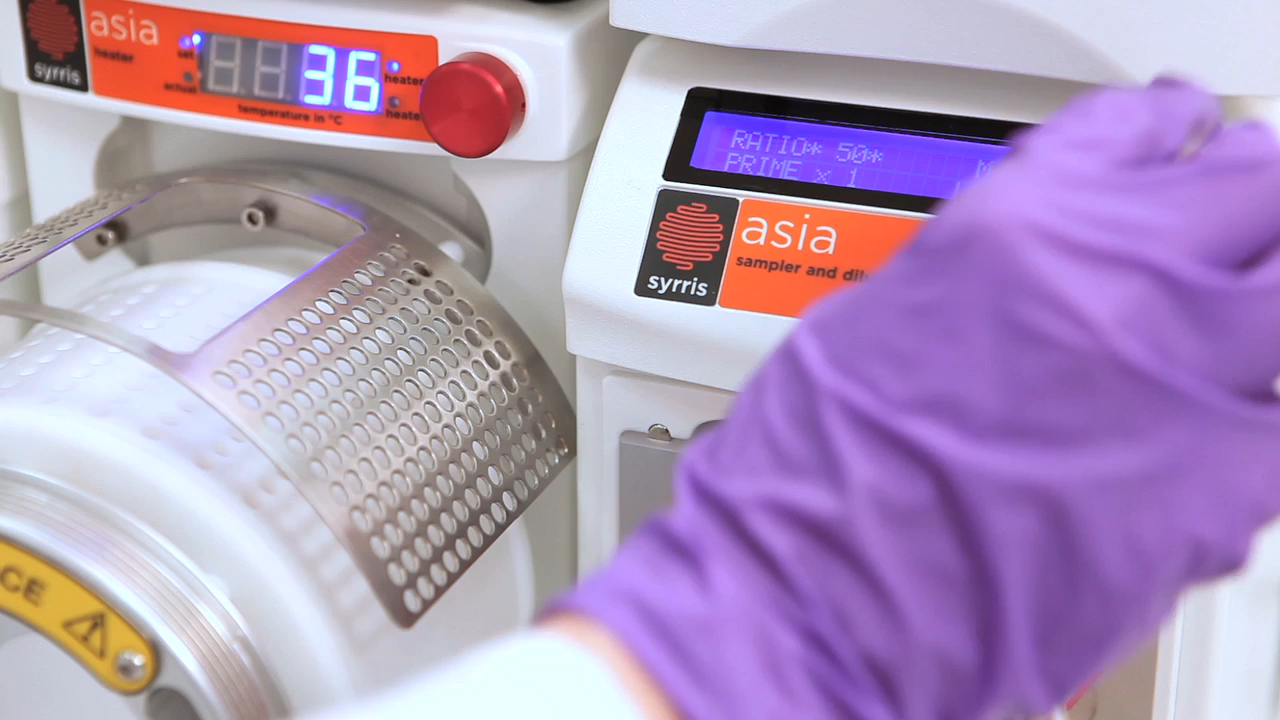 asia
heater
syrris
set
actual
36
heater
heate
temperature in °C
RATIO* 50*
PRIME x 1
asia
sampler and dil
syrris
CE